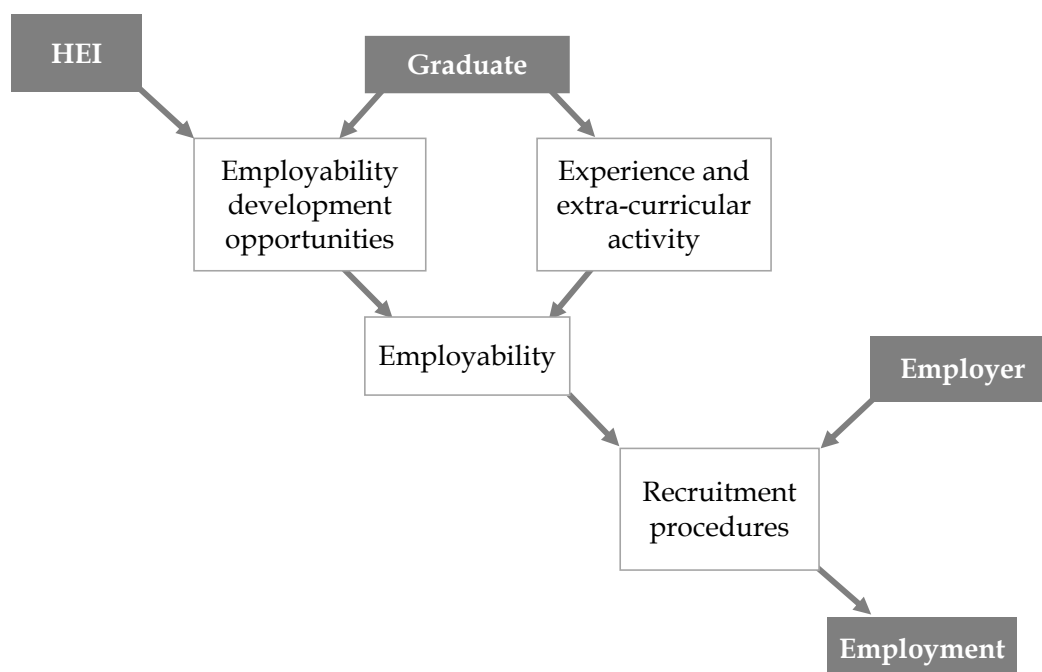 HEI
Graduate
Employability
development
opportunities
Experience and
extra-curricular
activity
Employability
Employer
Recruitment
procedures
Employment